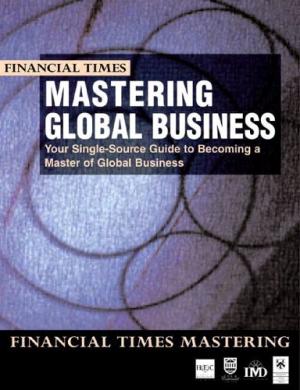 FINANCIAL TIMES
MASTERING
GLOBAL BUSINESS
Your Single-Source Guide to Becoming a
Master of Global Business
FINANCIAL TIMES MASTERING
HEC
IMD